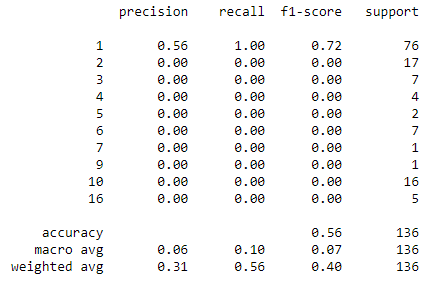 precision recall f1-score support
1 0.56 1.00 0.72 76
2 0.00 0.00 0.00 17
3 0.00 0.00 0.00 7
4 0.00 0.00 0.00 4
5 0.00 0.00 0.00 2
6 0.00 0.00 0.00 7
7 0.00 0.00 0.00 1
9 0.00 0.00 0.00 1
10 0.00 0.00 0.00 16
16 0.00 0.00 0.00 5
accuracy 0.56 136
macro avg 0.06 0.10 0.07 136
weighted avg 0.31 0.56 0.40 136